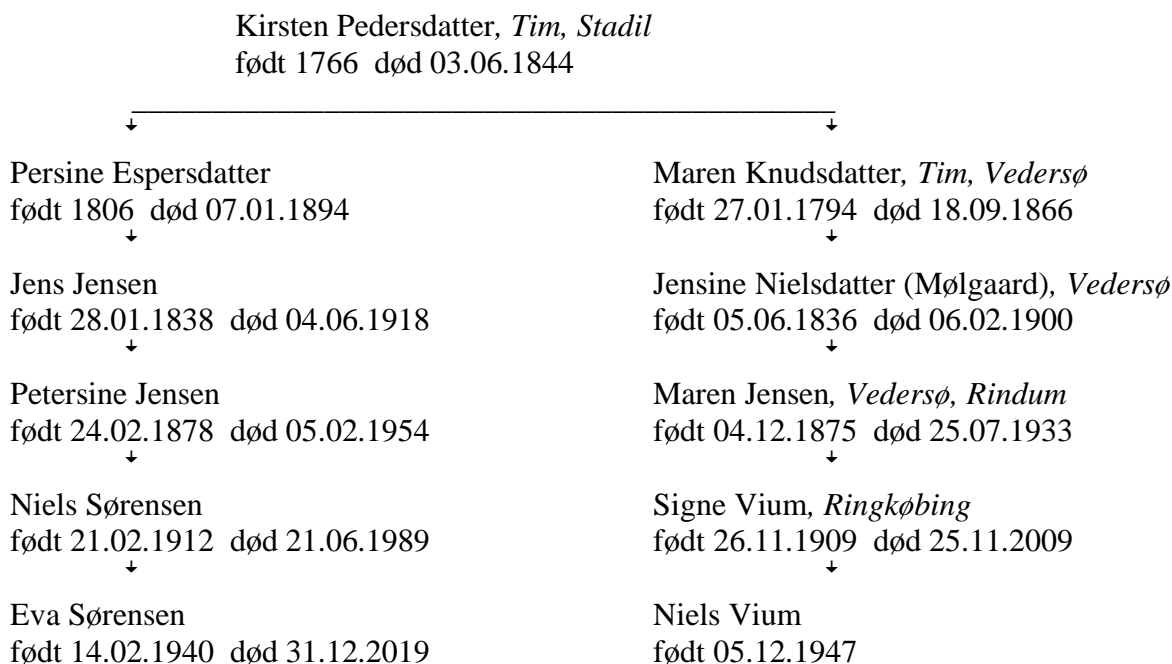 Kirsten Pedersdatter, Tim, Stadil
født 1766 død 03.06.1844
Persine Espersdatter
født 1806 død 07.01.1894
Maren Knudsdatter, Tim, Vedersø
født 27.01.1794 død 18.09.1866
Jens Jensen
født 28.01.1838 død 04.06.1918
Jensine Nielsdatter (Mølgaard), Vedersø
født 05.06.1836 død 06.02.1900
Petersine Jensen
født 24.02.1878 død 05.02.1954
Maren Jensen, Vedersø, Rindum
født 04.12.1875 død 25.07.1933
Niels Sørensen
født 21.02.1912 død 21.06.1989
Signe Vium, Ringkøbing
født 26.11.1909 død 25.11.2009
Eva Sørensen
født 14.02.1940 død 31.12.2019
Niels Vium
født 05.12.1947